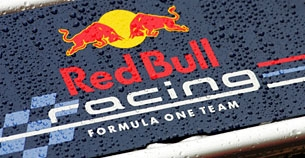 Red Bull
racing
FORMULA ONE TEAM